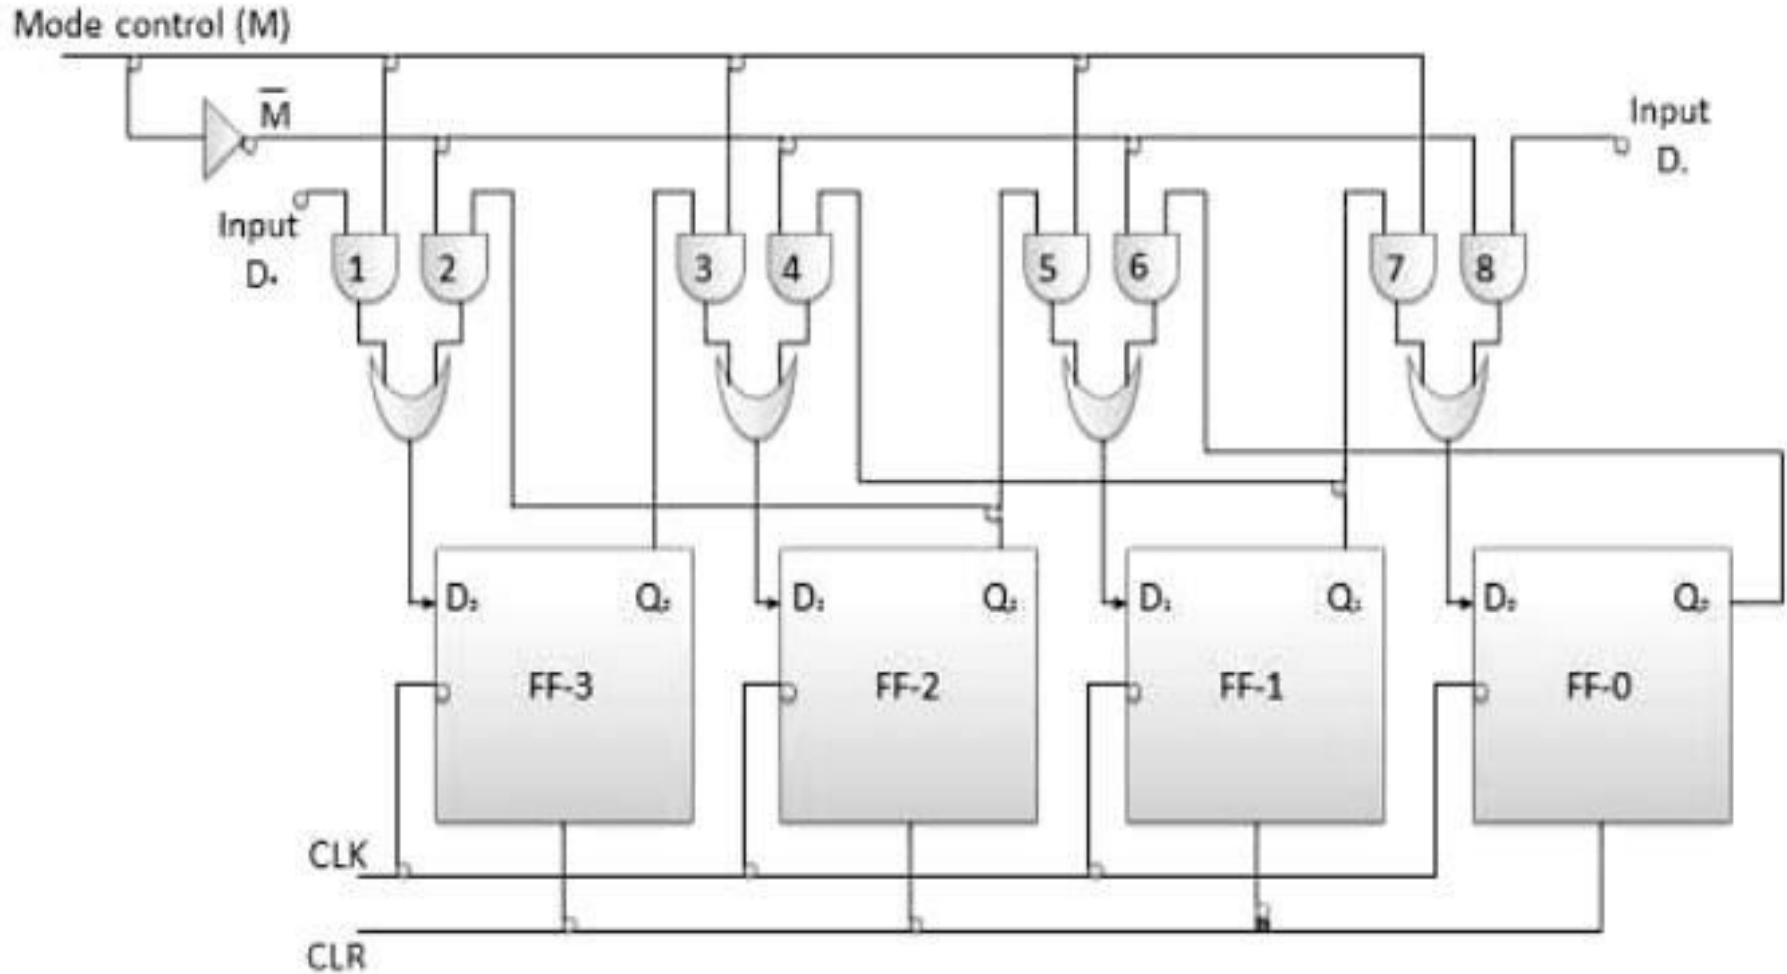 Mode control (M)
M
Input
D
Input
D
1
2
3
4
5
6
7
8
D
Q
D
Q
D
Q
D
Q
FF-3
FF-2
FF-1
FF-0
CLK
CLR